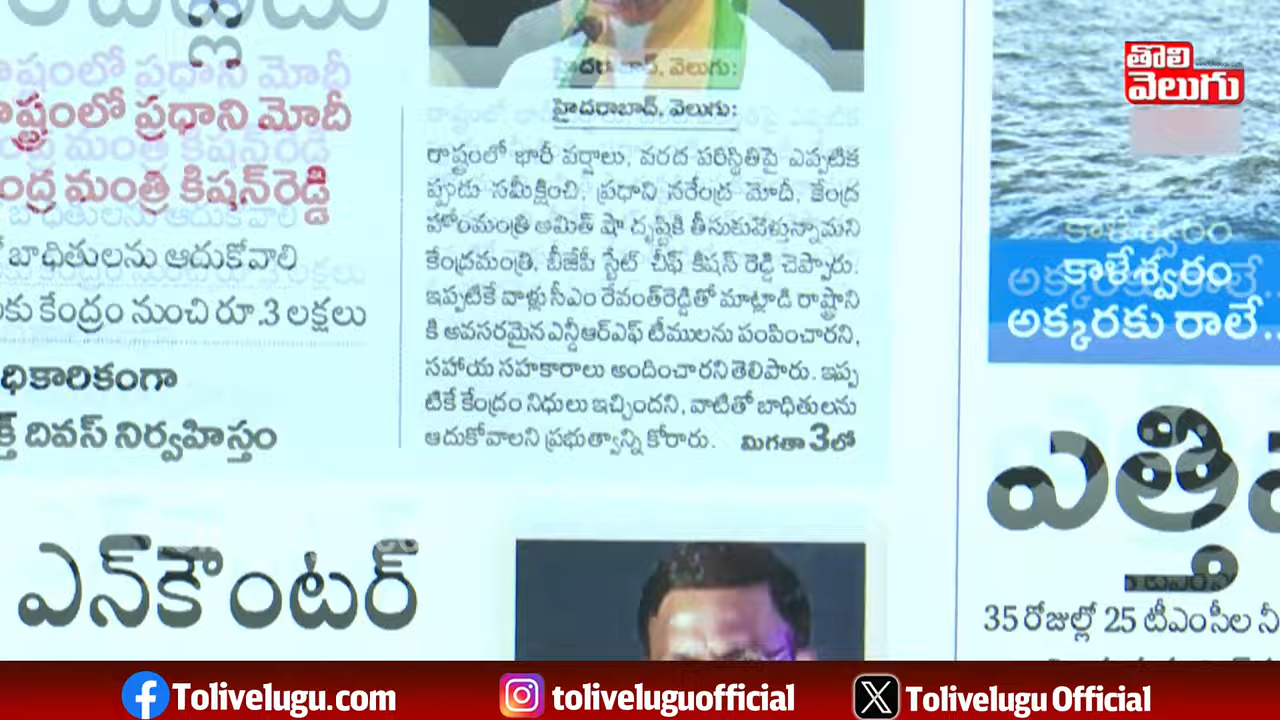 రాష్ట్రంలో ప్రధాని మోదీ
కేంద్ర మంత్రి కిషన్‌రెడ్డి
బాధితులను ఆదుకోవాలి
కు కేంద్రం నుంచి రూ.3 లక్షలు
ధికారికంగా
దివస్ నిర్వహిస్తం
ఎన్‌కౌంటర్
హైదరాబాద్, వెలుగు:
రాష్ట్రంలో భారీ వర్షాలు, వరద పరిస్థితిపై ఎప్పటిక
ప్పుడు సమీక్షించి, ప్రధాని నరేంద్ర మోదీ, కేంద్ర
హోంమంత్రి అమిత్ షా దృష్టికి తీసుకువెళ్తున్నామని
కేంద్రమంత్రి, బీజేపీ స్టేట్ చీఫ్ కిషన్ రెడ్డి చెప్పారు.
ఇప్పటికే వాళ్లు సీఎం రేవంత్‌రెడ్డితో మాట్లాడి రాష్ట్రాని
కి అవసరమైన ఎన్డీఆర్ఎఫ్ టీములను పంపించారని,
సహాయ సహకారాలు అందించారని తెలిపారు. ఇప్ప
టికే కేంద్రం నిధులు ఇచ్చిందని, వాటితో బాధితులను
ఆదుకోవాలని ప్రభుత్వాన్ని కోరారు. మిగతా 3లో
తొలి
వెలుగు
కాళేశ్వరం
అక్కరకు రాలే..
35 రోజుల్లో 25 టీఎంసీల నీ
Tolivelugu.com
toliveluguofficial
Tolivelugu Official